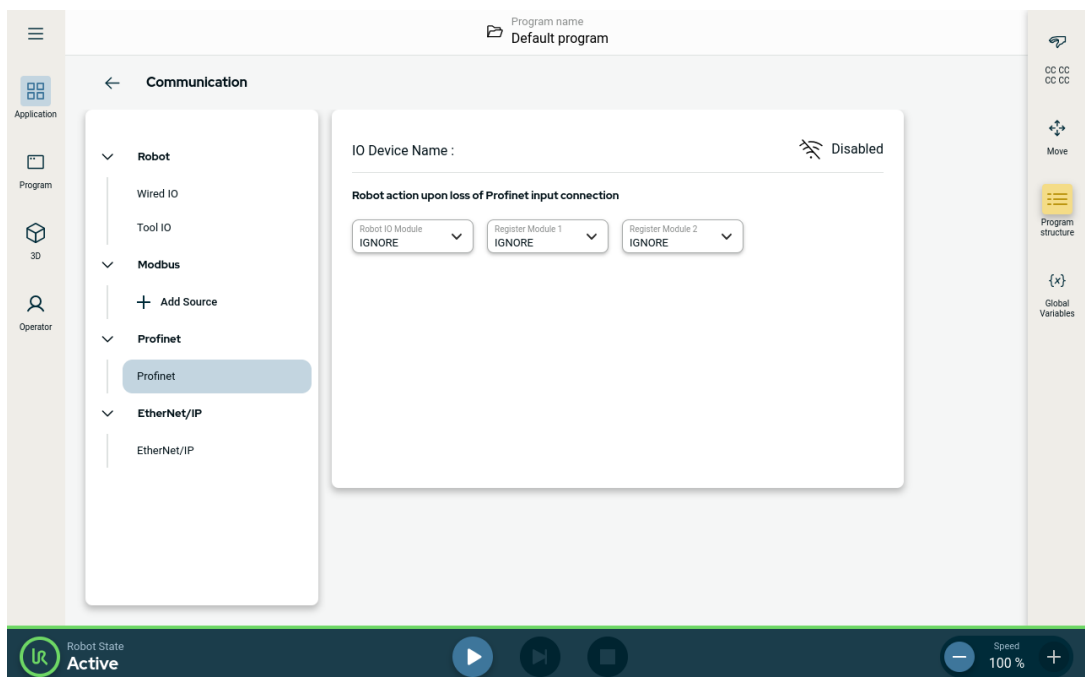 Program name
Default program
Communication
CC CC
CC CC
Application
Program
3D
Operator
Robot
Wired IO
Tool IO
Modbus
Add Source
Profinet
Profinet
EtherNet/IP
EtherNet/IP
IO Device Name :
Disabled
Robot action upon loss of Profinet input connection
Robot IO Module
IGNORE
Register Module 1
IGNORE
Register Module 2
IGNORE
Move
Program
structure
{x}
Global
Variables
UR
Robot State
Active
Speed
100 %